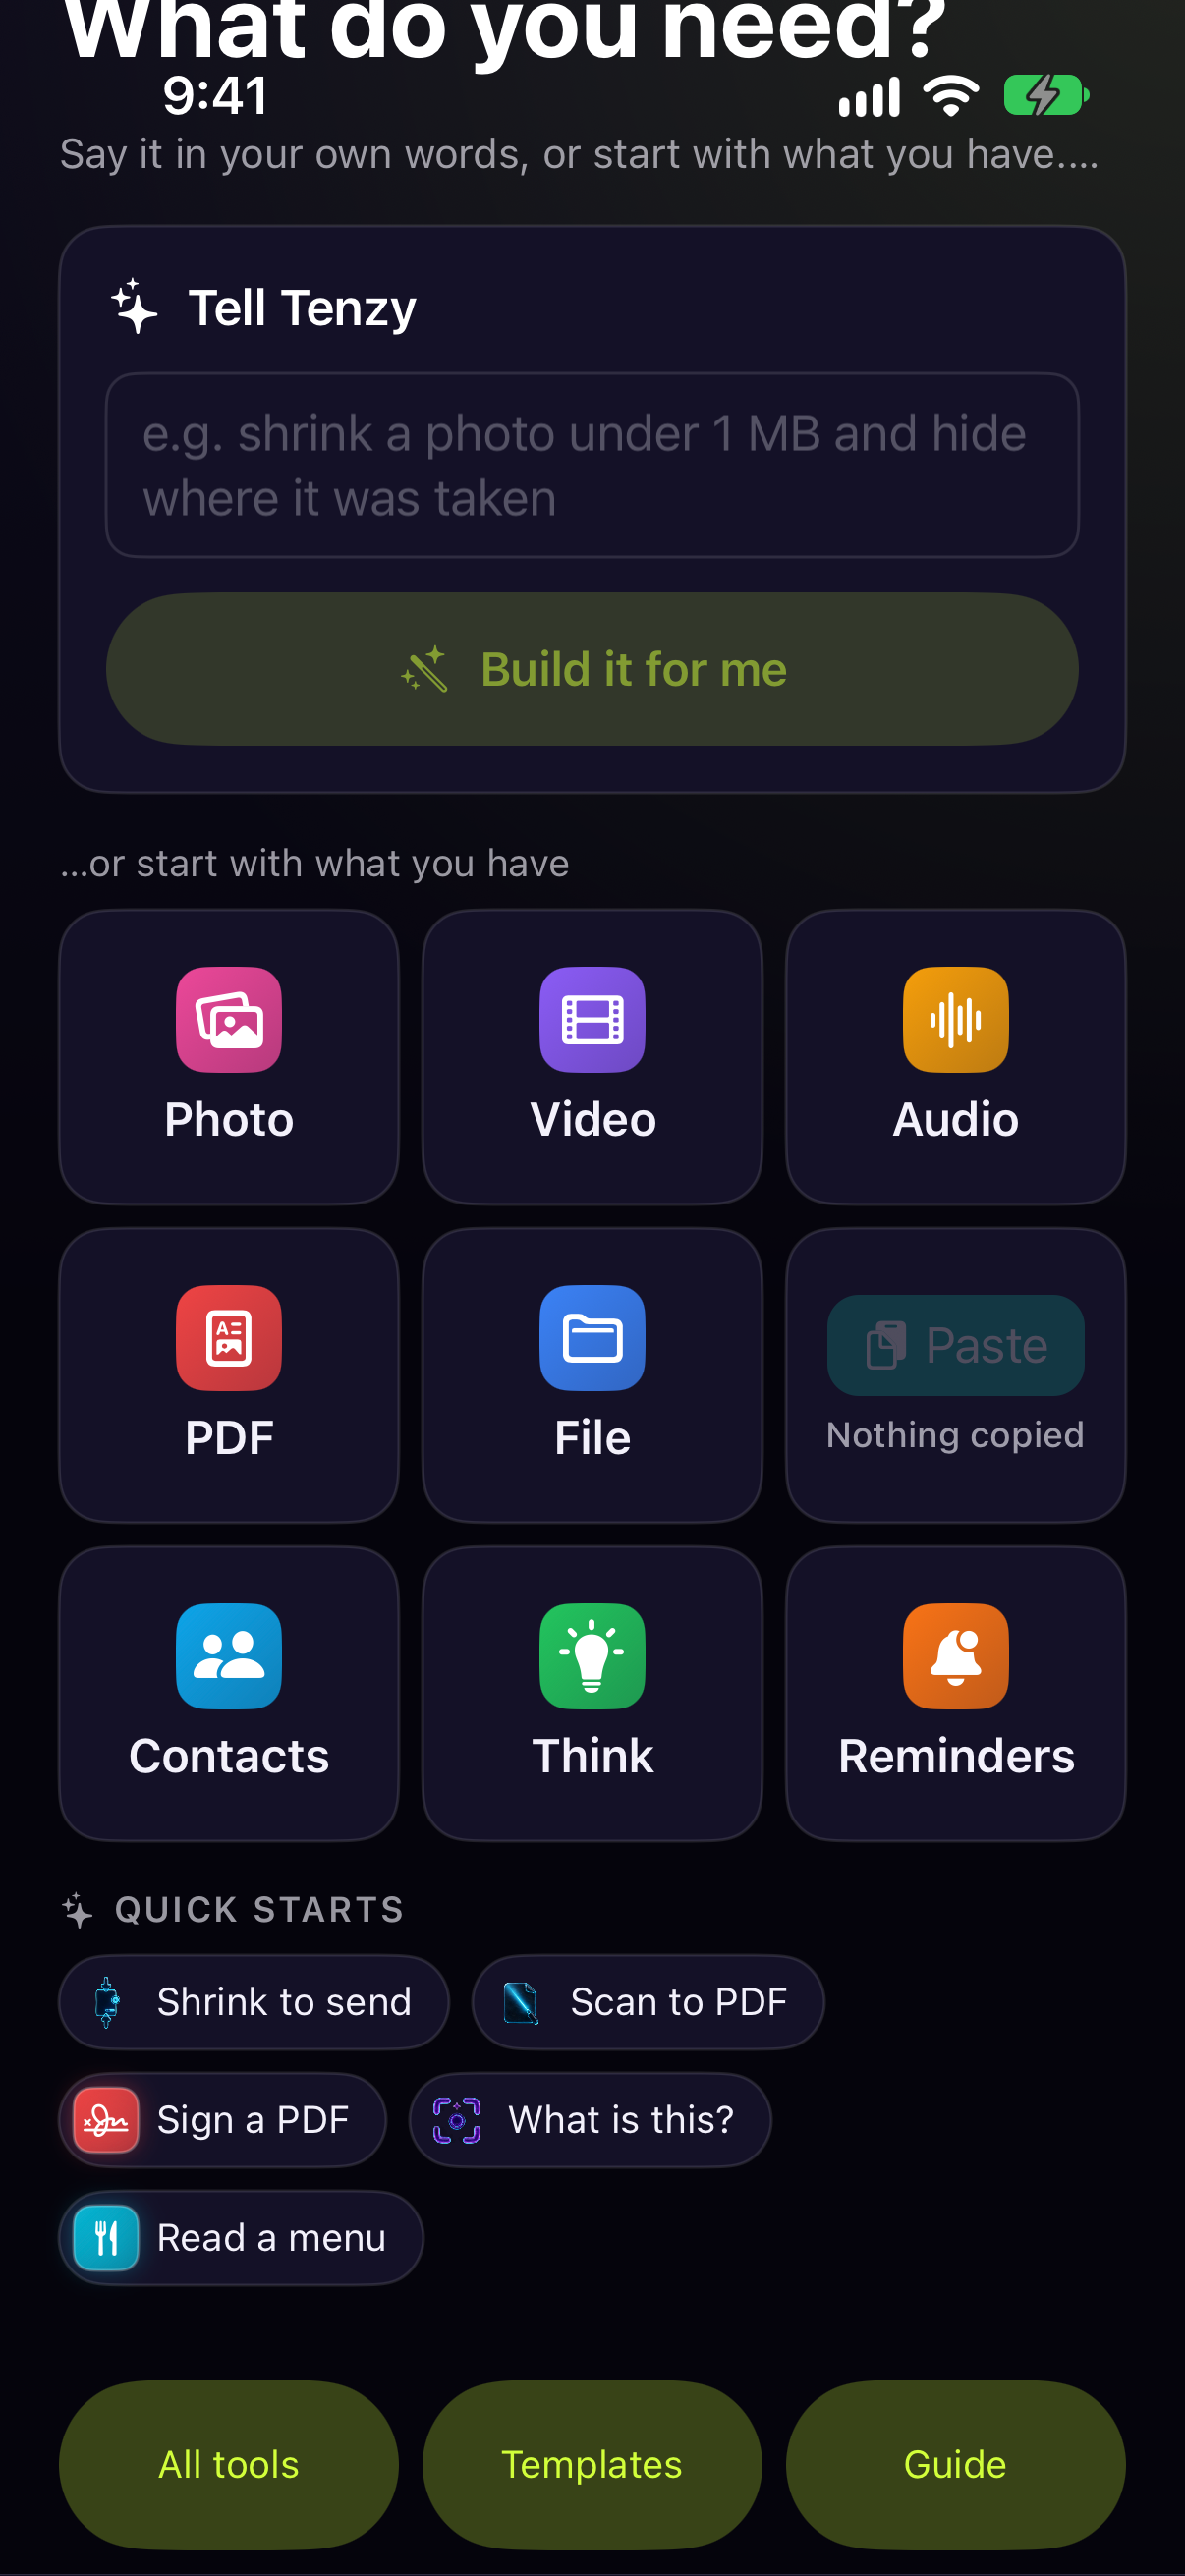 What do you need?
9:41
Say it in your own words, or start with what you have....
Tell Tenzy
e.g. shrink a photo under 1 MB and hide
where it was taken
Build it for me
...or start with what you have
Photo
Video
Audio
PDF
File
Paste
Nothing copied
Contacts
Think
Reminders
QUICK STARTS
Shrink to send
Scan to PDF
Sign a PDF
What is this?
Read a menu
All tools
Templates
Guide